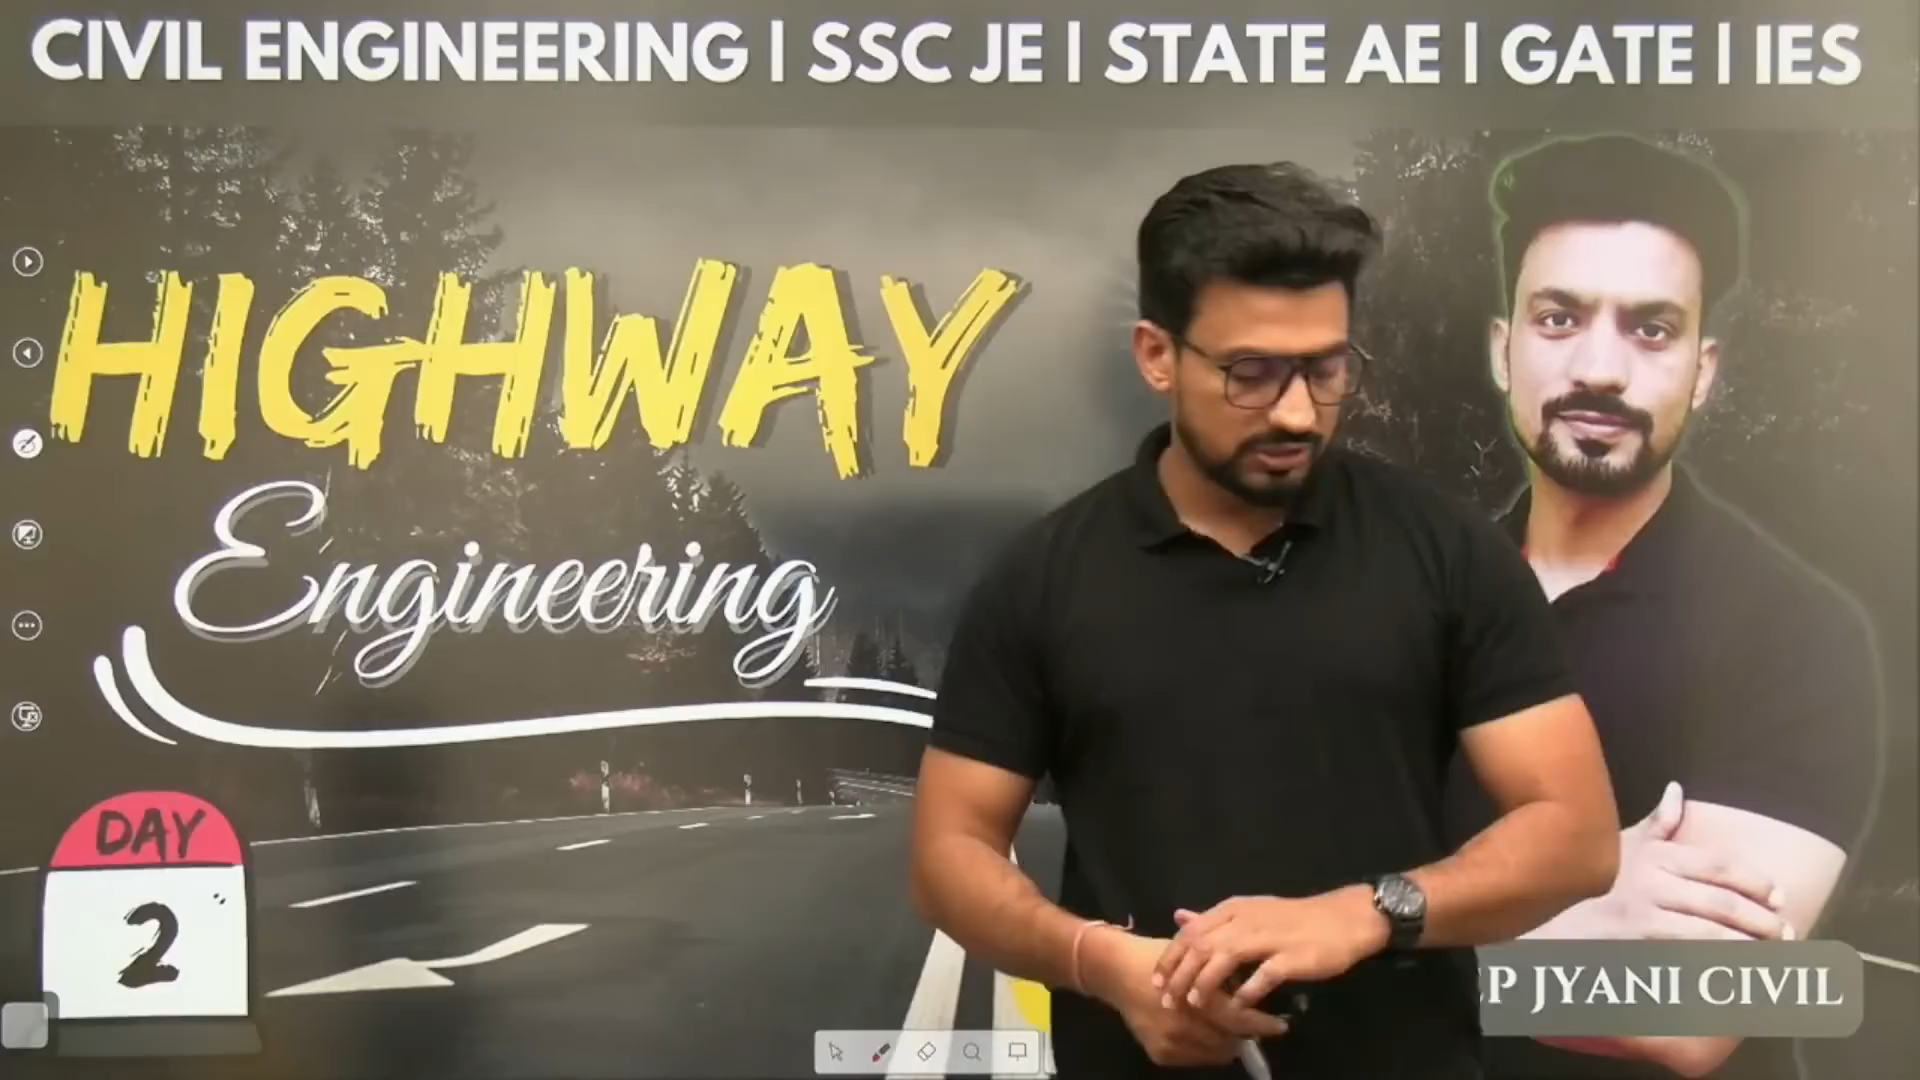 CIVIL ENGINEERING | SSC JE | STATE AE | GATE | IES
HIGHWAY
Engineering
DAY
2
JYANI CIVIL